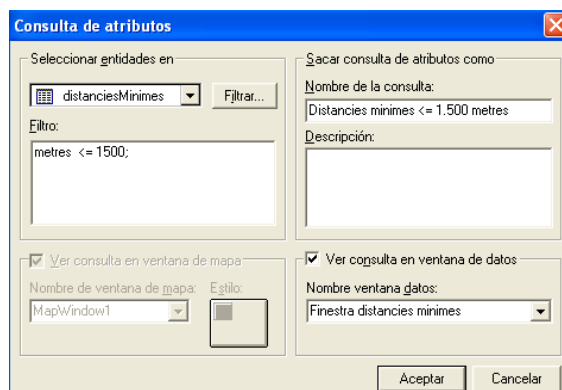 Consulta de atributos
Seleccionar entidades en
distanciesMinimes
Filtrar...
Filtro:
metres <= 1500;
Sacar consulta de atributos como
Nombre de la consulta:
Distancies minimes <= 1.500 metres
Descripción:
Ver consulta en ventana de mapa
Nombre de ventana de mapa: Estilo:
MapWindow1
Ver consulta en ventana de datos
Nombre ventana datos:
Finestra distancies minimes
Aceptar
Cancelar